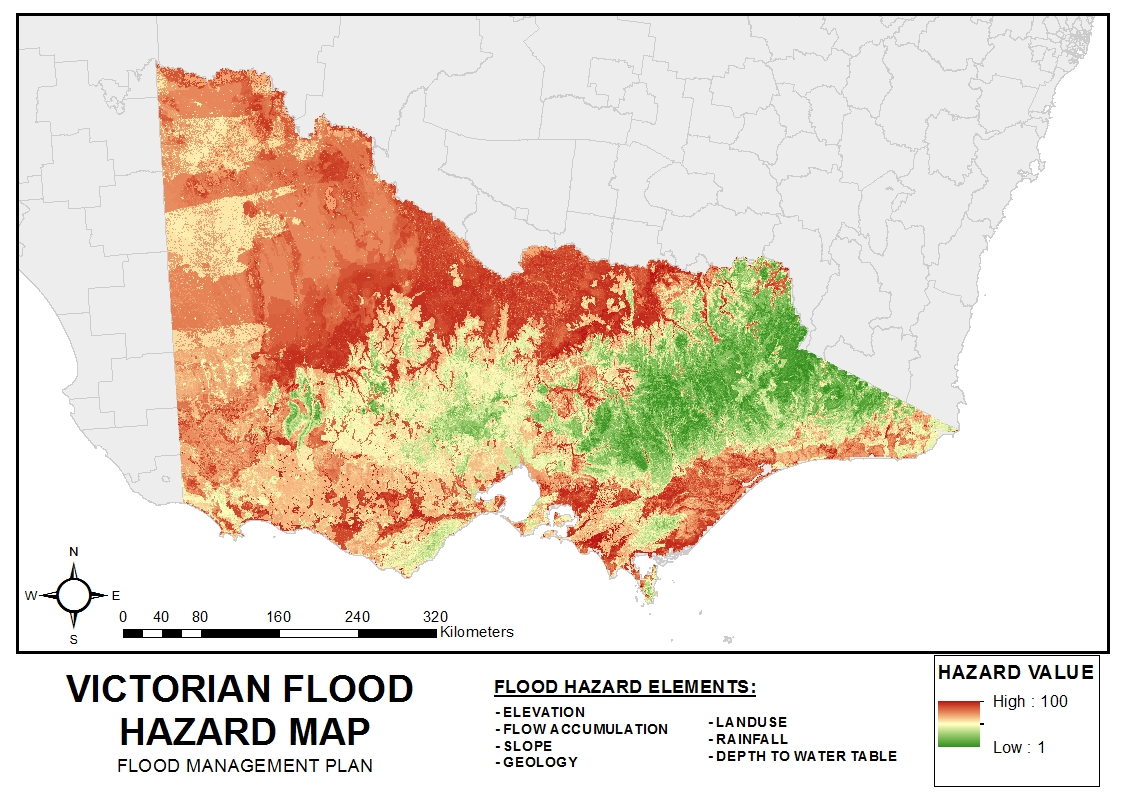 N
W E
S
0 40 80 160 240 320
Kilometers
VICTORIAN FLOOD
HAZARD MAP
FLOOD MANAGEMENT PLAN
FLOOD HAZARD ELEMENTS:
- ELEVATION
- FLOW ACCUMULATION
- SLOPE
- GEOLOGY
- LANDUSE
- RAINFALL
- DEPTH TO WATER TABLE
HAZARD VALUE
High : 100
Low : 1